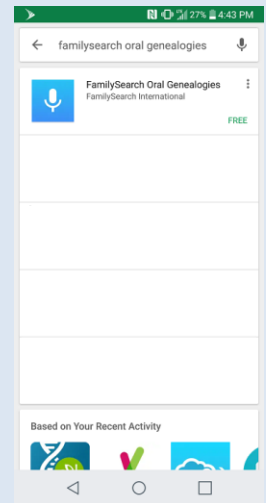 27% 4:43 PM
familysearch oral genealogies
FamilySearch Oral Genealogies
FamilySearch International
FREE
Based on Your Recent Activity